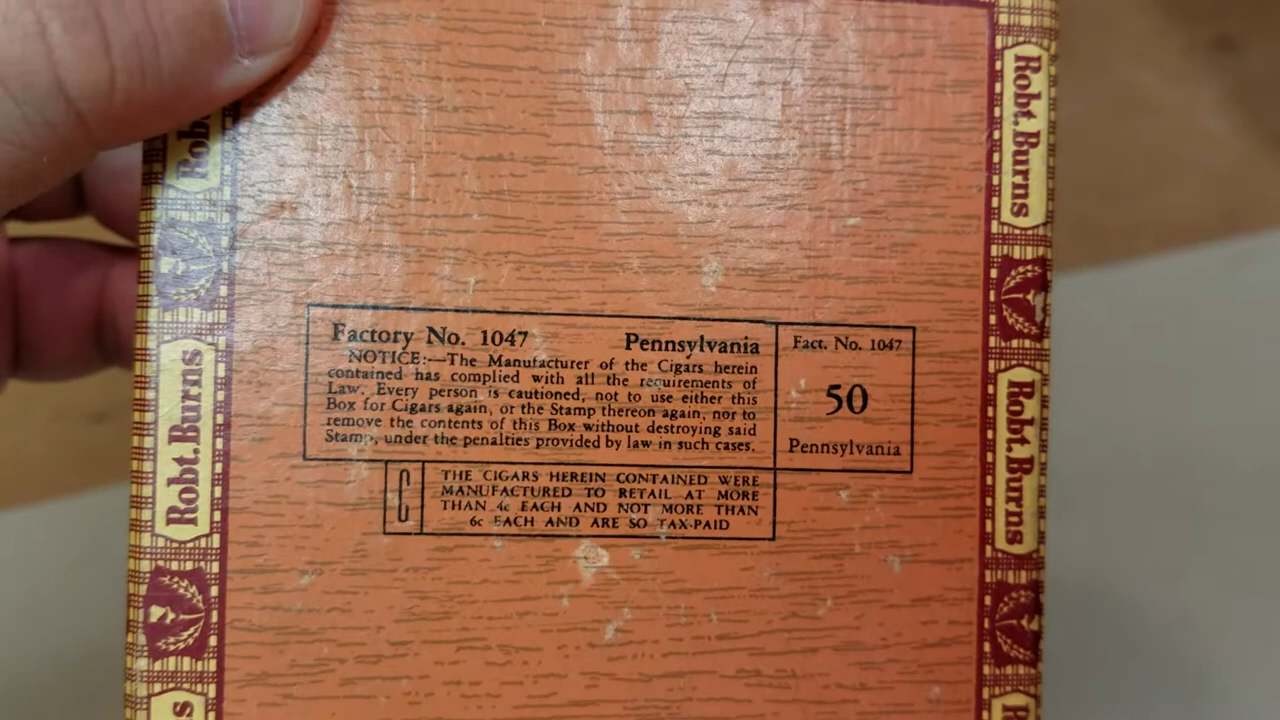 Factory No. 1047 Pennsylvania
NOTICE:—The Manufacturer of the Cigars herein
contained has complied with all the requirements of
Law. Every person is cautioned, not to use either this
Box for Cigars again, or the Stamp thereon again, nor to
remove the contents of this Box without destroying said
Stamp, under the penalties provided by law in such cases.
Fact. No. 1047
50
Pennsylvania
C
THE CIGARS HEREIN CONTAINED WERE
MANUFACTURED TO RETAIL AT MORE
THAN 4c EACH AND NOT MORE THAN
6c EACH AND ARE SO TAX-PAID
Rob
Robt.Burns
s
Robt.Burns
Robt.Burns
R